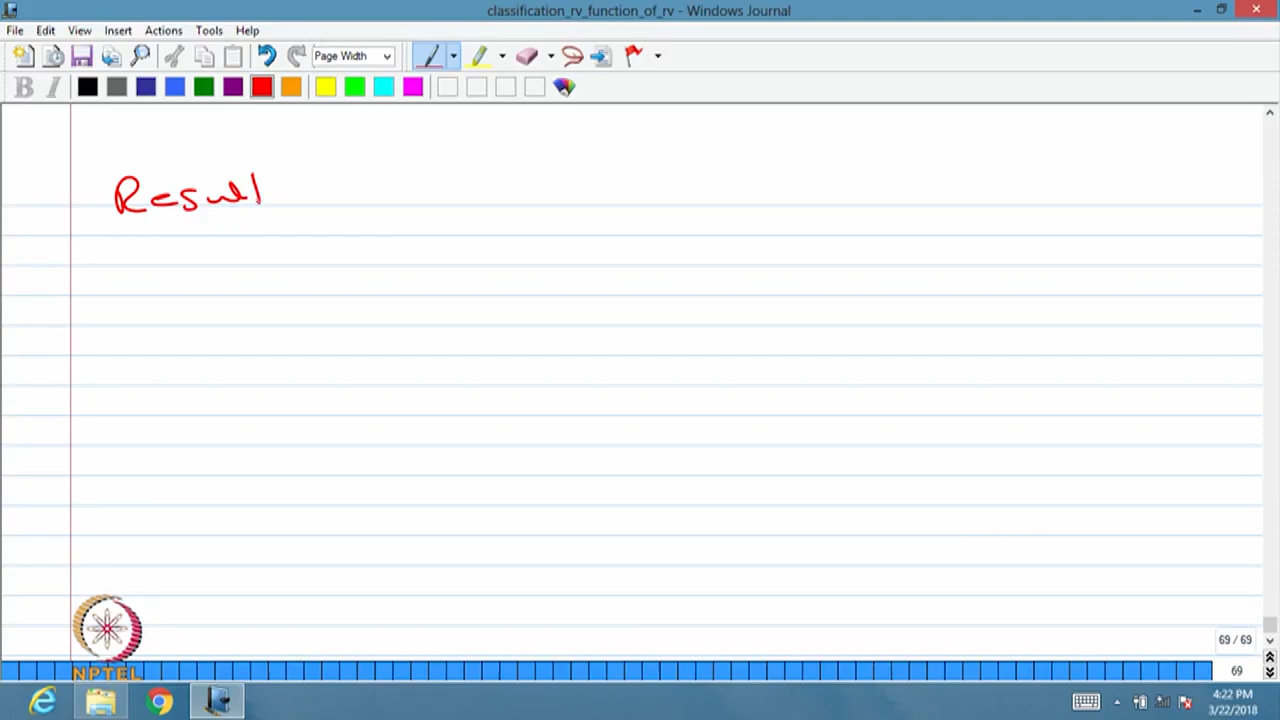 classification_rv_function_of_rv - Windows Journal
File Edit View Insert Actions Tools Help
Page Width
B I
Resul
69 / 69
69
NPTEL
4:22 PM
3/22/2018